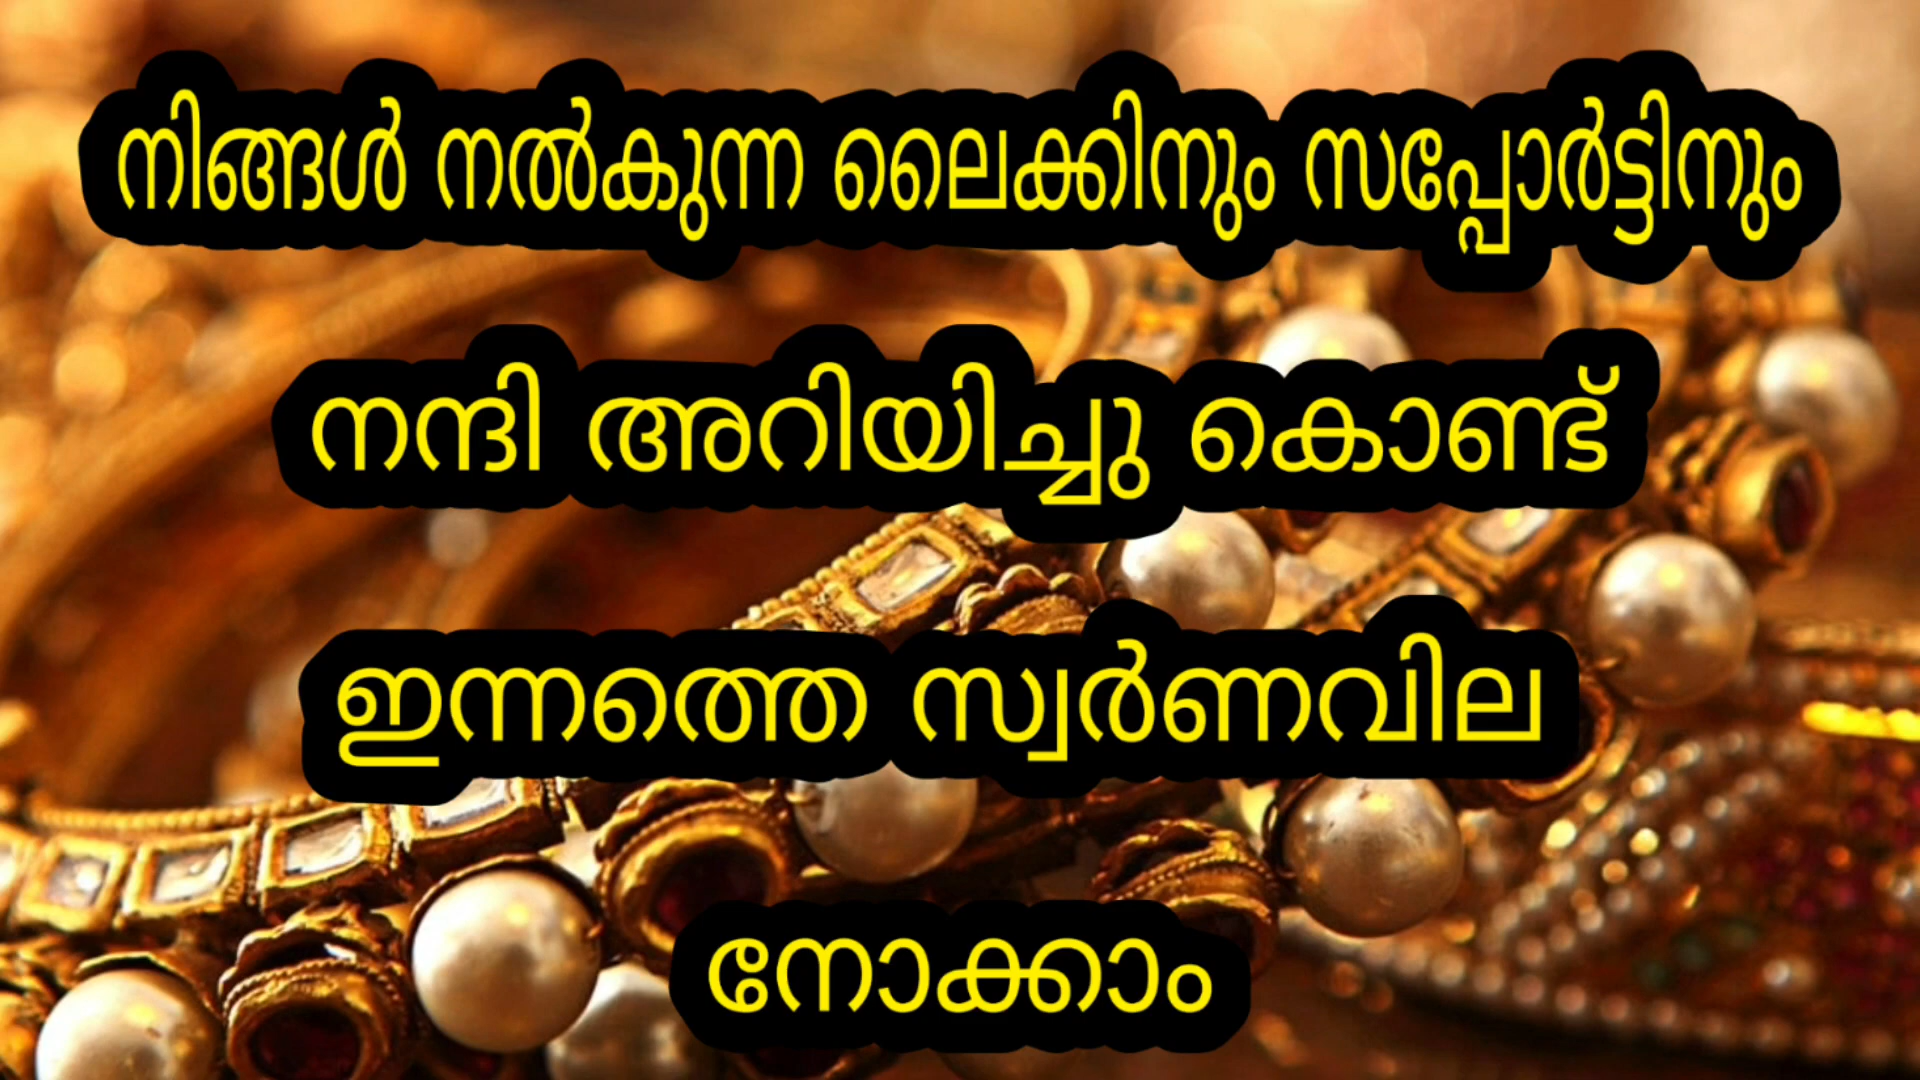 നിങ്ങൾ നൽകുന്ന ലൈക്കിനും സപ്പോർട്ടിനും
നന്ദി അറിയിച്ചു കൊണ്ട്
ഇന്നത്തെ സ്വർണവില
നോക്കാം